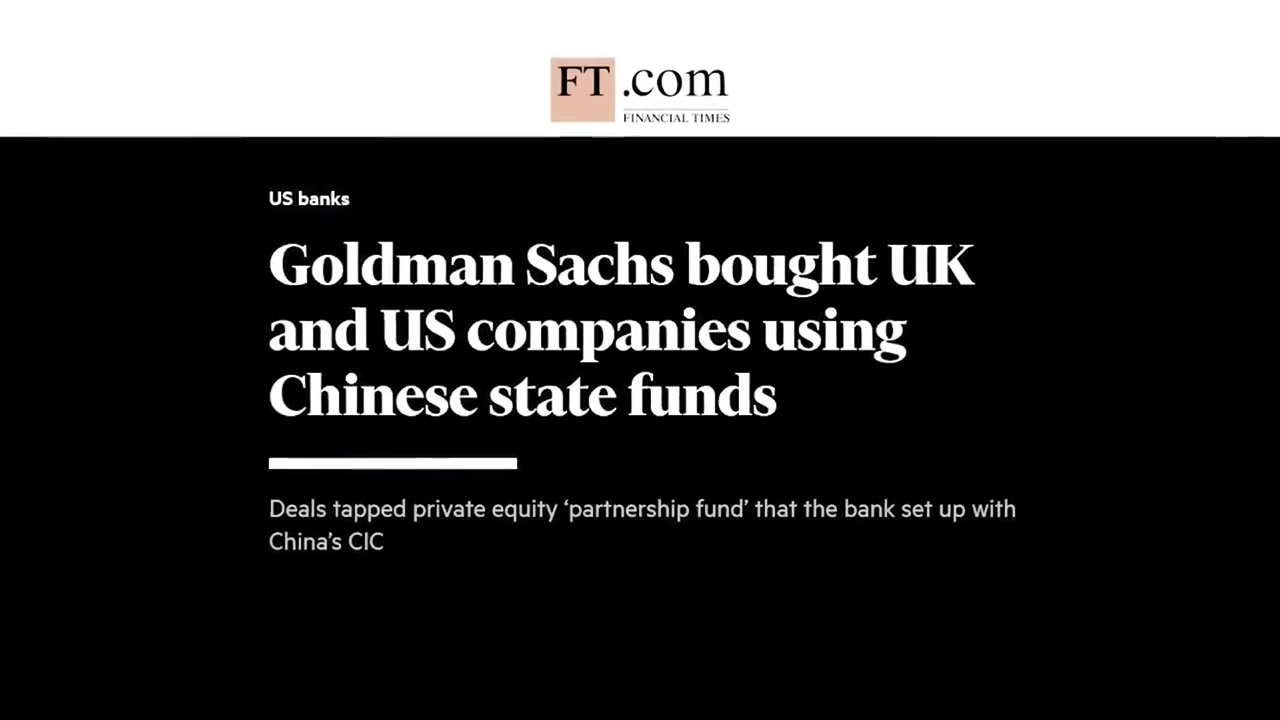 FT.com
FINANCIAL TIMES
US banks
Goldman Sachs bought UK
and US companies using
Chinese state funds
Deals tapped private equity ‘partnership fund’ that the bank set up with
China’s CIC